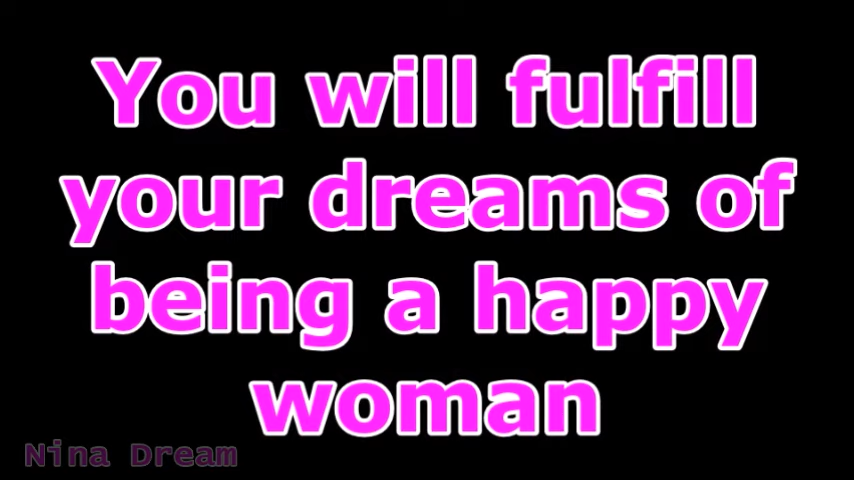 You will fulfill
your dreams of
being a happy
woman
Nina Dream